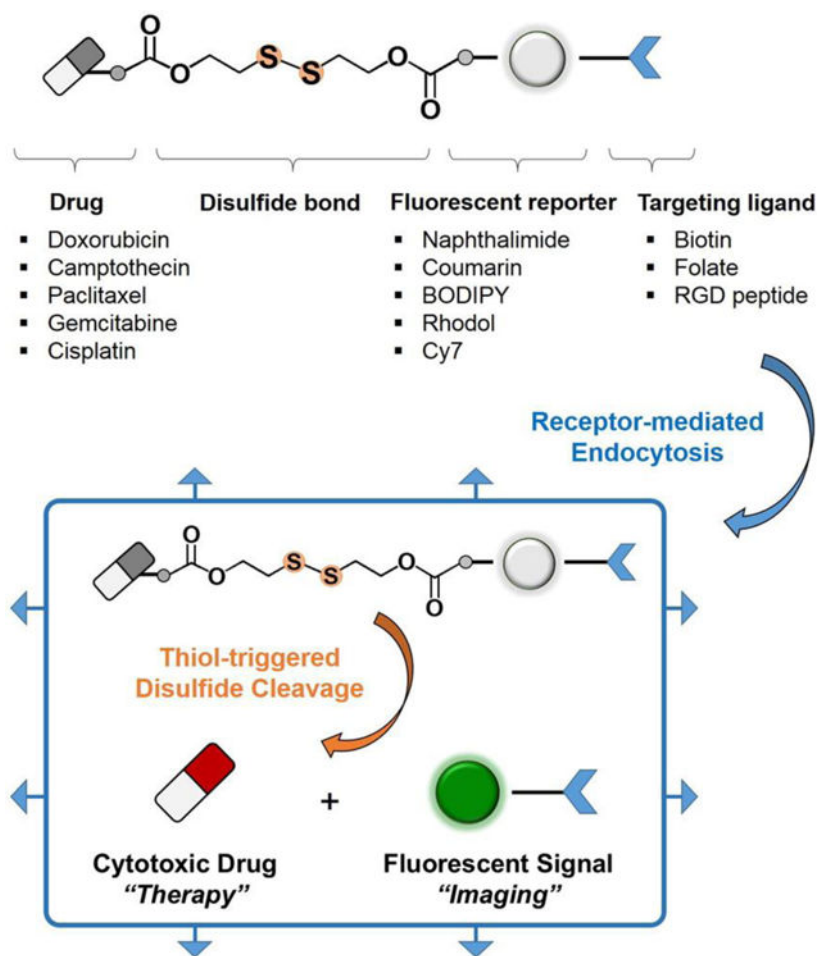 O
O
S
S
O
O
Drug
Disulfide bond
Fluorescent reporter
Targeting ligand
▪ Doxorubicin
▪ Camptothecin
▪ Paclitaxel
▪ Gemcitabine
▪ Cisplatin
▪ Naphthalimide
▪ Coumarin
▪ BODIPY
▪ Rhodol
▪ Cy7
▪ Biotin
▪ Folate
▪ RGD peptide
Receptor-mediated
Endocytosis
O
O
S
S
O
O
Thiol-triggered
Disulfide Cleavage
+
Cytotoxic Drug
“Therapy”
Fluorescent Signal
“Imaging”